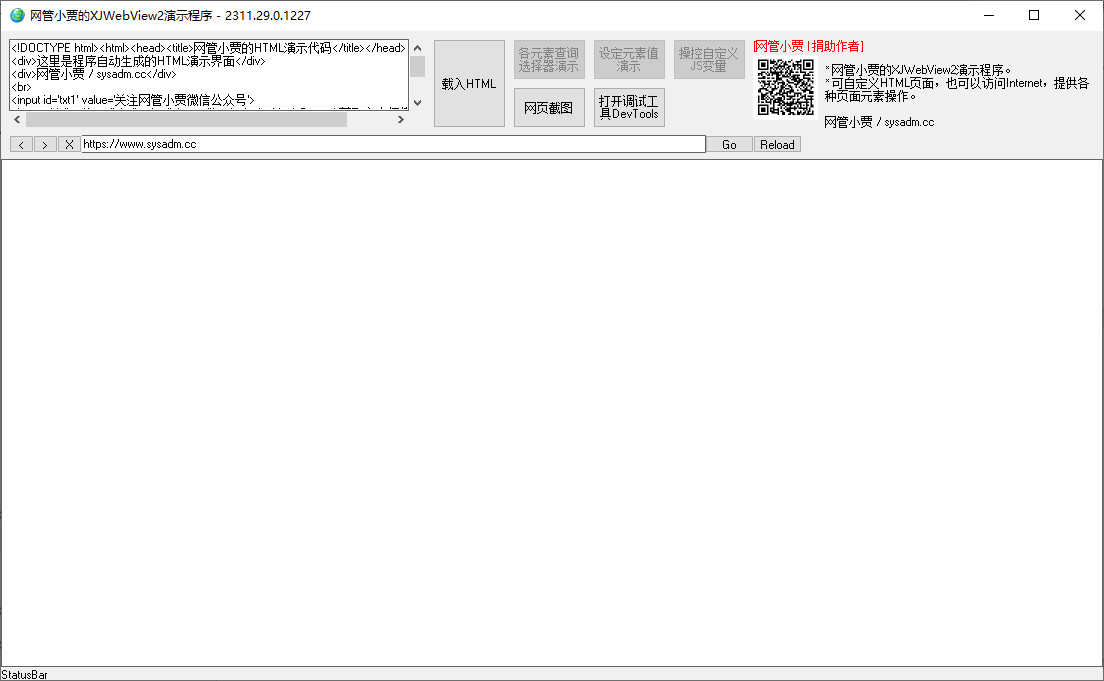 网管小贾的XJWebView2演示程序 - 2311.29.0.1227
<!DOCTYPE html><html><head><title>网管小贾的HTML演示代码</title></head>
<div>这里是程序自动生成的HTML演示界面</div>
<div>网管小贾 / sysadm.cc</div>
<br>
<input id='txt1' value='关注网管小贾微信公众号'>
载入HTML
各元素查询
选择器演示
设定元素值
演示
操控自定义
JS变量
网页截图
打开调试工
具DevTools
[网管小贾 | 捐助作者]
*网管小贾的XJWebView2演示程序。
*可自定义HTML页面，也可以访问Internet，提供各
种页面元素操作。
网管小贾 / sysadm.cc
< > X https://www.sysadm.cc Go Reload
StatusBar